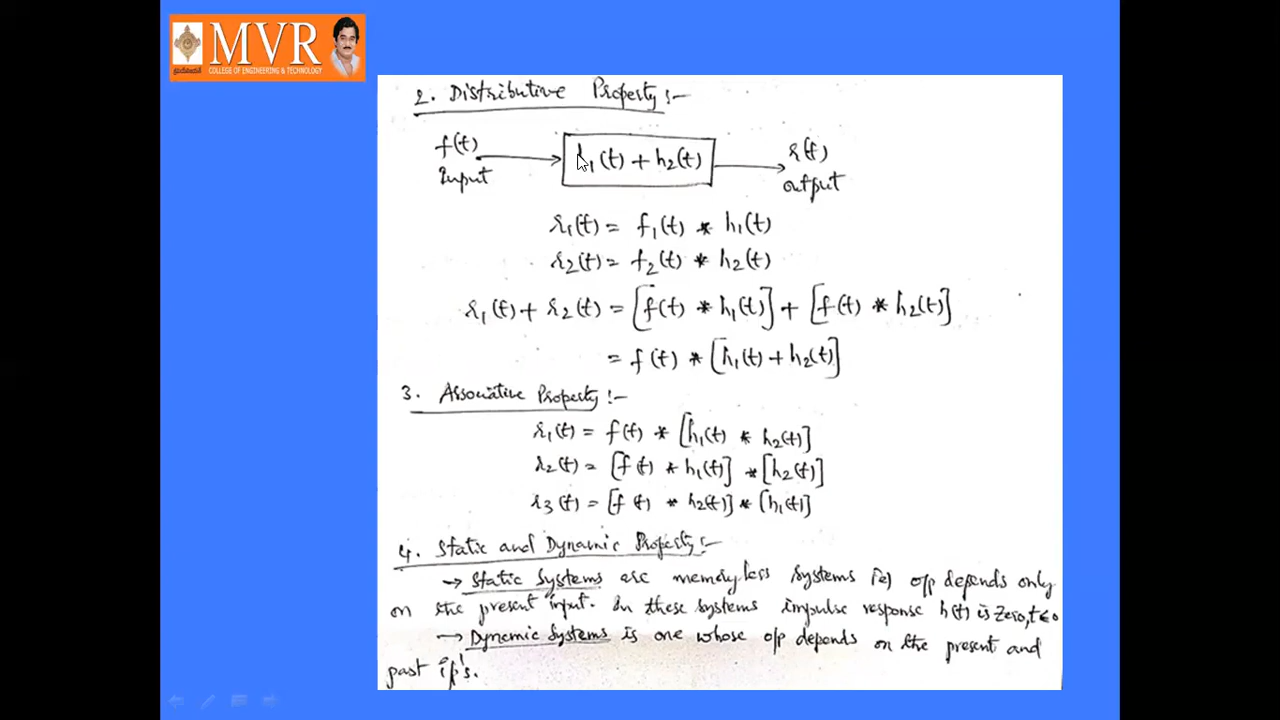 MVR
COLLEGE OF ENGINEERING & TECHNOLOGY
2. Distributive Property :-
f(t) → h1(t) + h2(t) → r(t)
Input output
r1(t) = f1(t) * h1(t)
r2(t) = f2(t) * h2(t)
r1(t) + r2(t) = [f(t) * h1(t)] + [f(t) * h2(t)]
= f(t) * [h1(t) + h2(t)]
3. Associative Property :-
r1(t) = f(t) * [h1(t) * h2(t)]
r2(t) = [f(t) * h1(t)] * [h2(t)]
r3(t) = [f(t) * h2(t)] * [h1(t)]
4. Static and Dynamic Property :-
→ Static Systems are memoryless systems (ie) o/p depends only
on the present input. In these systems impulse response h(t) is zero, t<0
→ Dynamic Systems is one whose o/p depends on the present and
past i/p's.